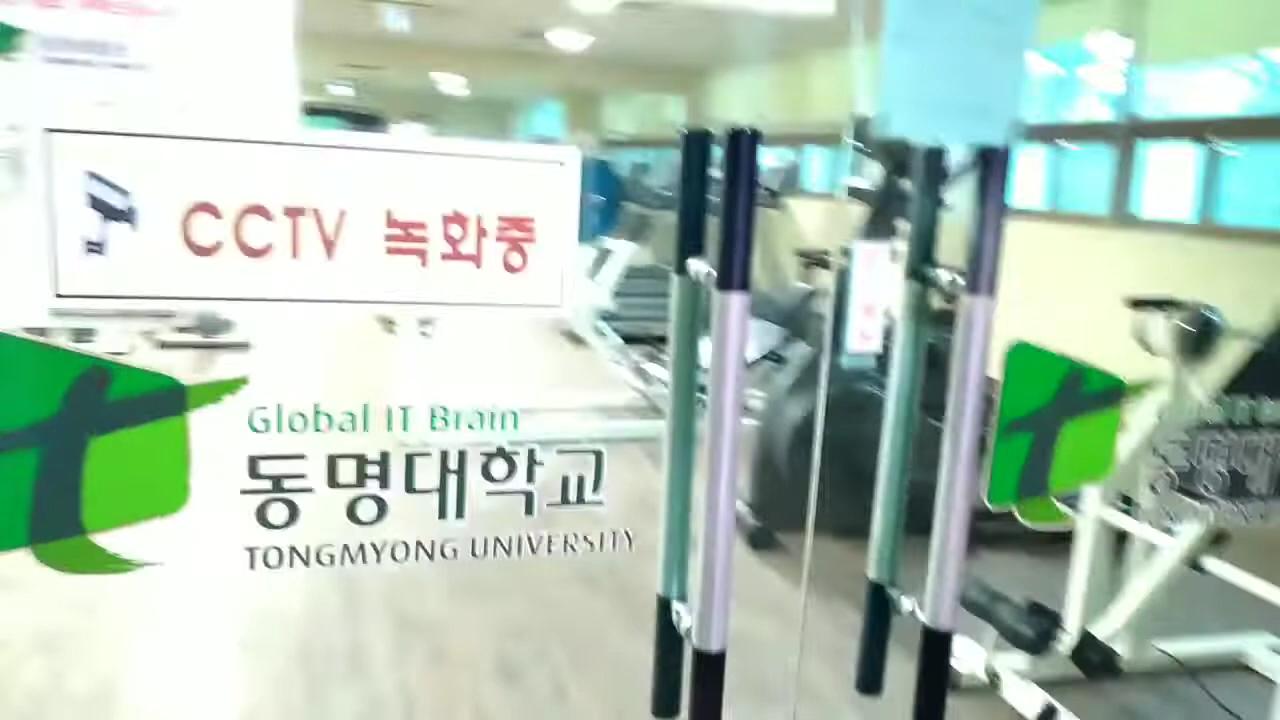 CCTV 녹화중
Global IT Brain
동명대학교
TONGMYONG UNIVERSITY